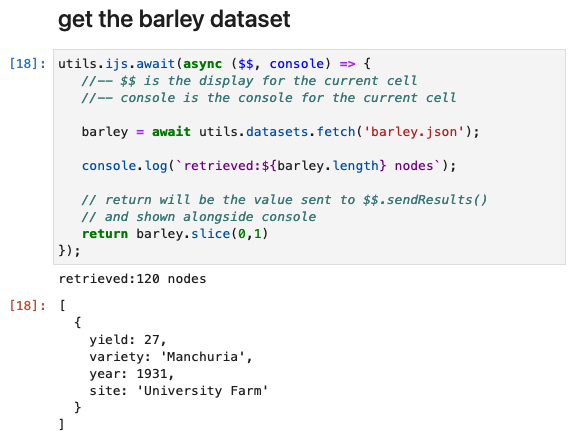 get the barley dataset
[18]: utils.ijs.await(async ($$, console) => {
//-- $$ is the display for the current cell
//-- console is the console for the current cell
barley = await utils.datasets.fetch('barley.json');
console.log(`retrieved:${barley.length} nodes`);
// return will be the value sent to $$.sendResults()
// and shown alongside console
return barley.slice(0,1)
});
retrieved:120 nodes
[18]: [
{
yield: 27,
variety: 'Manchuria',
year: 1931,
site: 'University Farm'
}
]